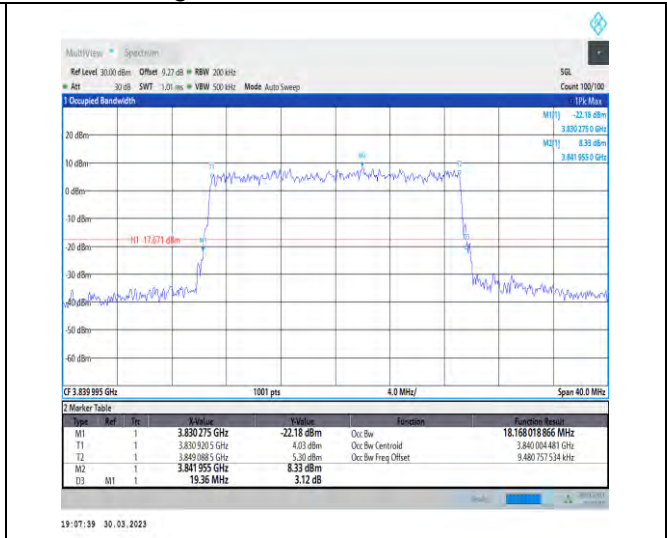 MultiView Spectrum
Ref Level 30.00 dBm Offset 9.27 dB RBW 200 kHz SGL
Att 30 dB SWT 1.01 ms VBW 500 kHz Mode Auto Sweep Count 100/100
1 Occupied Bandwidth 1Pk Max
M1[1] -22.18 dBm
3.830 275 0 GHz
M2[1] 8.33 dBm
3.841 955 0 GHz
20 dBm
10 dBm
0 dBm
-10 dBm
-20 dBm
-30 dBm
-40 dBm
-50 dBm
-60 dBm
H1 -17.671 dBm
M1
T1
M2
T2
D3
CF 3.839 995 GHz 1001 pts 4.0 MHz/ Span 40.0 MHz
2 Marker Table
Type Ref Trc X-Value Y-Value Function Function Result
M1 1 3.830 275 GHz -22.18 dBm Occ Bw 18.168 018 866 MHz
T1 1 3.830 920 5 GHz 4.03 dBm Occ Bw Centroid 3.840 004 481 GHz
T2 1 3.849 088 5 GHz 5.30 dBm Occ Bw Freq Offset 9.480 757 534 kHz
M2 1 3.841 955 GHz 8.33 dBm
D3 M1 1 19.36 MHz 3.12 dB
19:07:39 30.03.2023